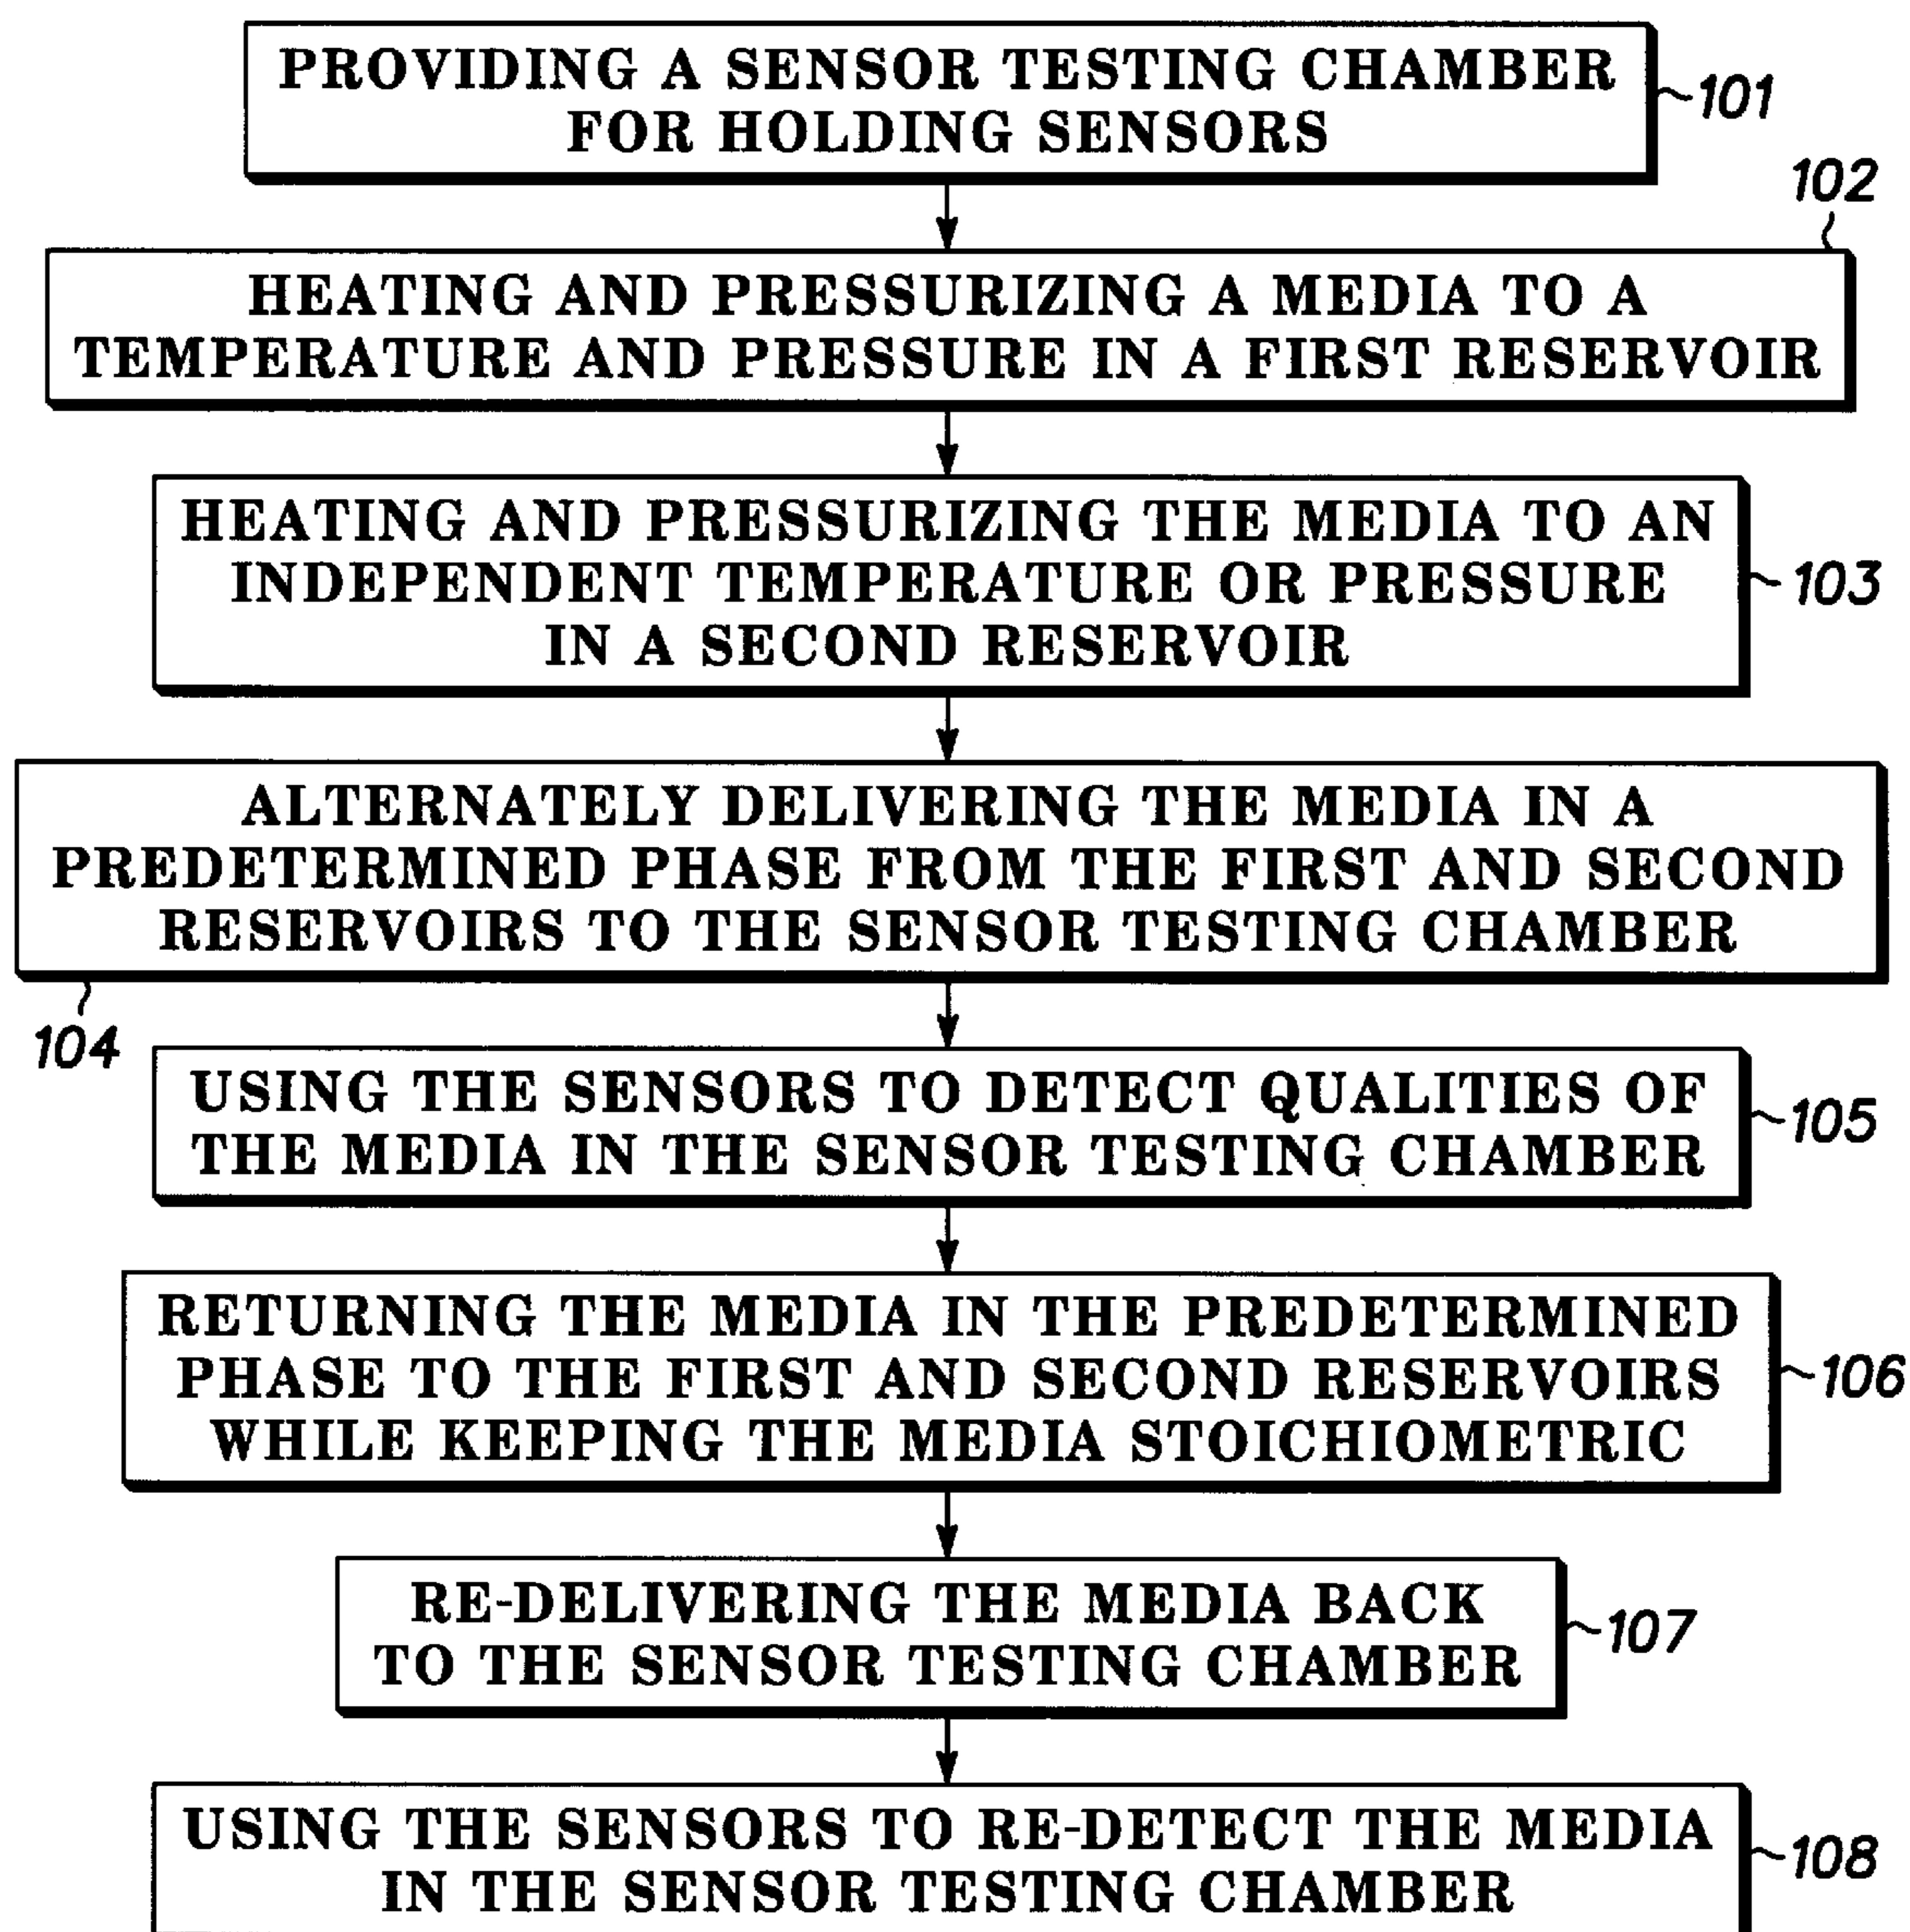 PROVIDING A SENSOR TESTING CHAMBER
FOR HOLDING SENSORS
101
102
HEATING AND PRESSURIZING A MEDIA TO A
TEMPERATURE AND PRESSURE IN A FIRST RESERVOIR
HEATING AND PRESSURIZING THE MEDIA TO AN
INDEPENDENT TEMPERATURE OR PRESSURE
IN A SECOND RESERVOIR
103
ALTERNATELY DELIVERING THE MEDIA IN A
PREDETERMINED PHASE FROM THE FIRST AND SECOND
RESERVOIRS TO THE SENSOR TESTING CHAMBER
104
USING THE SENSORS TO DETECT QUALITIES OF
THE MEDIA IN THE SENSOR TESTING CHAMBER
105
RETURNING THE MEDIA IN THE PREDETERMINED
PHASE TO THE FIRST AND SECOND RESERVOIRS
WHILE KEEPING THE MEDIA STOICHIOMETRIC
106
RE-DELIVERING THE MEDIA BACK
TO THE SENSOR TESTING CHAMBER
107
USING THE SENSORS TO RE-DETECT THE MEDIA
IN THE SENSOR TESTING CHAMBER
108